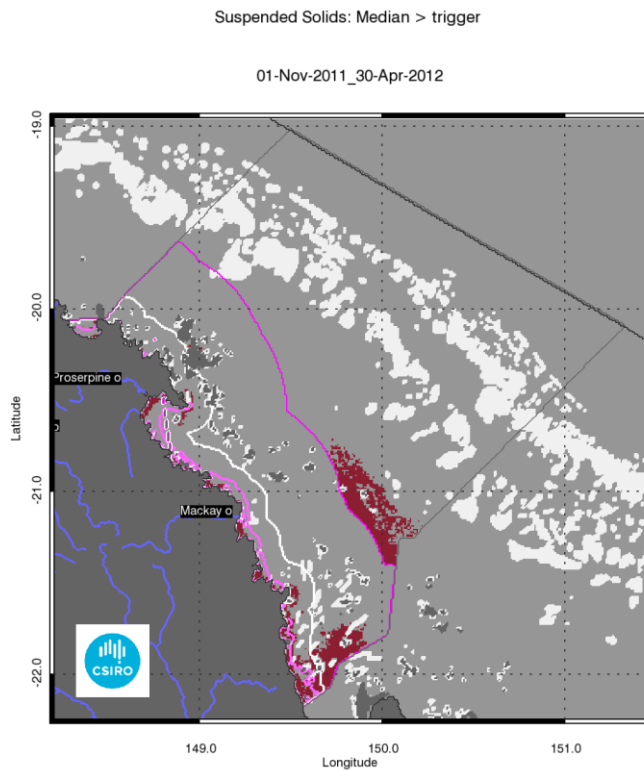 Suspended Solids: Median > trigger
01-Nov-2011_30-Apr-2012
-19.0
-20.0
Proserpine o
Latitude
o
-21.0
Mackay o
CSIRO
-22.0
149.0
150.0
151.0
Longitude